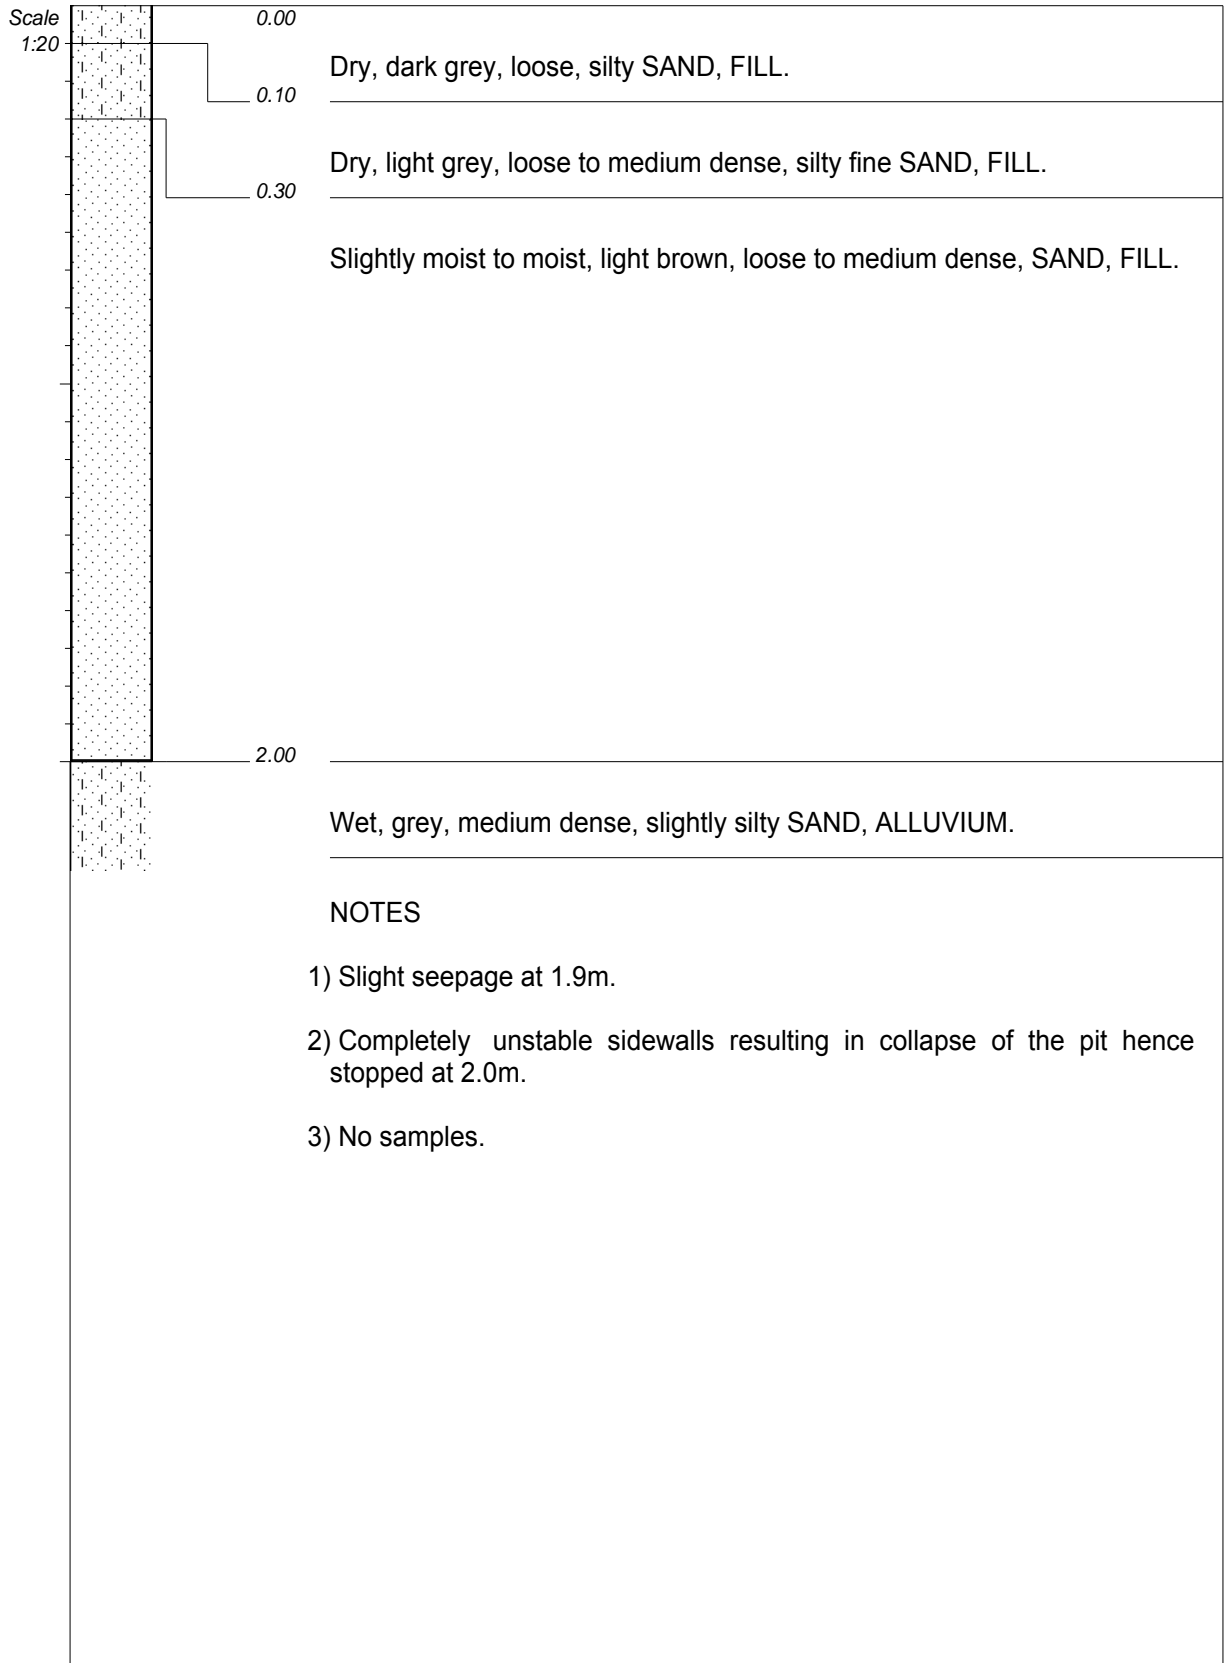 Scale
1:20
0.00
Dry, dark grey, loose, silty SAND, FILL.
0.10
Dry, light grey, loose to medium dense, silty fine SAND, FILL.
0.30
Slightly moist to moist, light brown, loose to medium dense, SAND, FILL.
2.00
Wet, grey, medium dense, slightly silty SAND, ALLUVIUM.
NOTES
1) Slight seepage at 1.9m.
2) Completely unstable sidewalls resulting in collapse of the pit hence
stopped at 2.0m.
3) No samples.